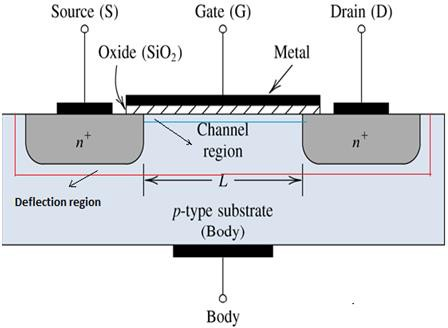 Source (S)
Gate (G)
Drain (D)
Oxide (SiO₂)
Metal
n⁺
Channel
region
n⁺
L
Deflection region
p-type substrate
(Body)
Body